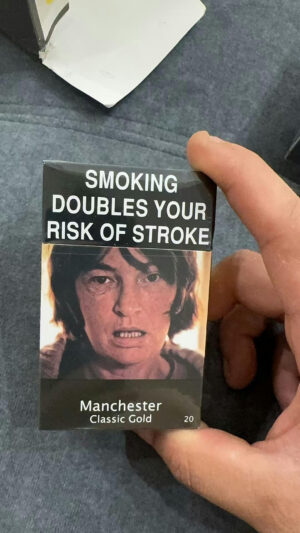 SMOKING
DOUBLES YOUR
RISK OF STROKE
Manchester
Classic Gold
20